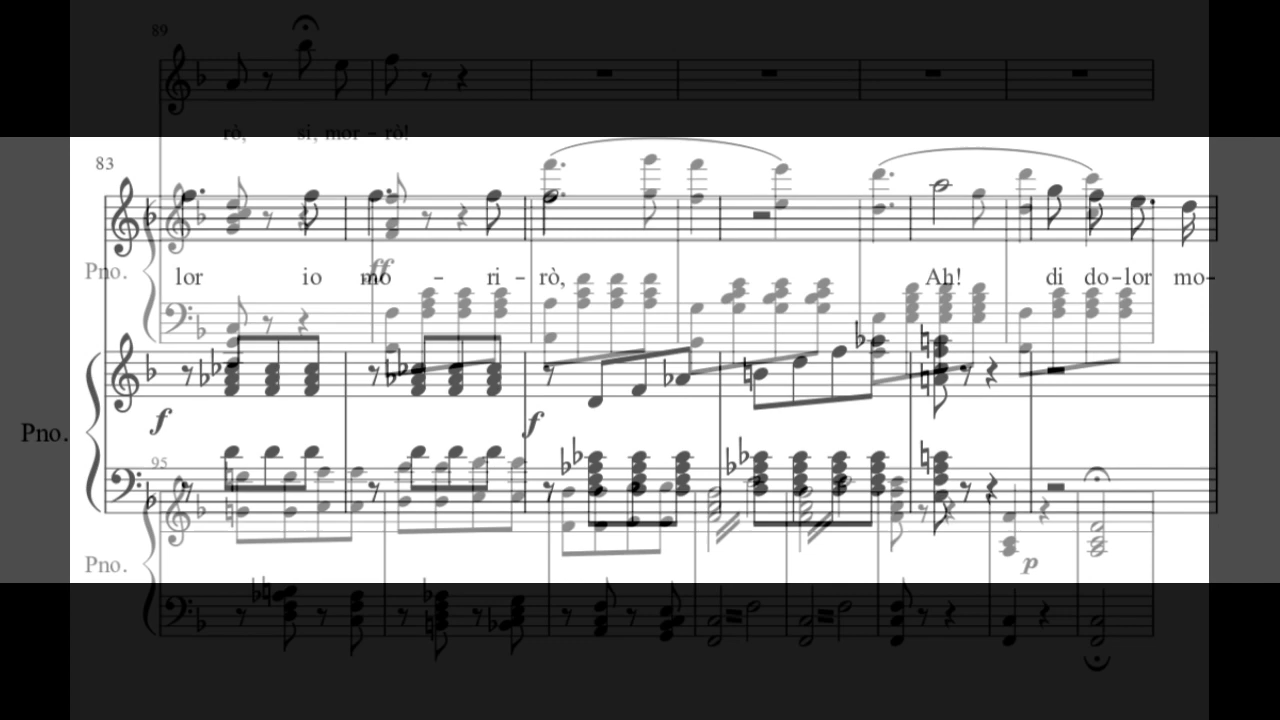 89
rò, si, mor - rò!
83
Pno.
ff
lor io mo - ri - rò, Ah! di do - lor mo -
f f
Pno.
95
Pno.
p